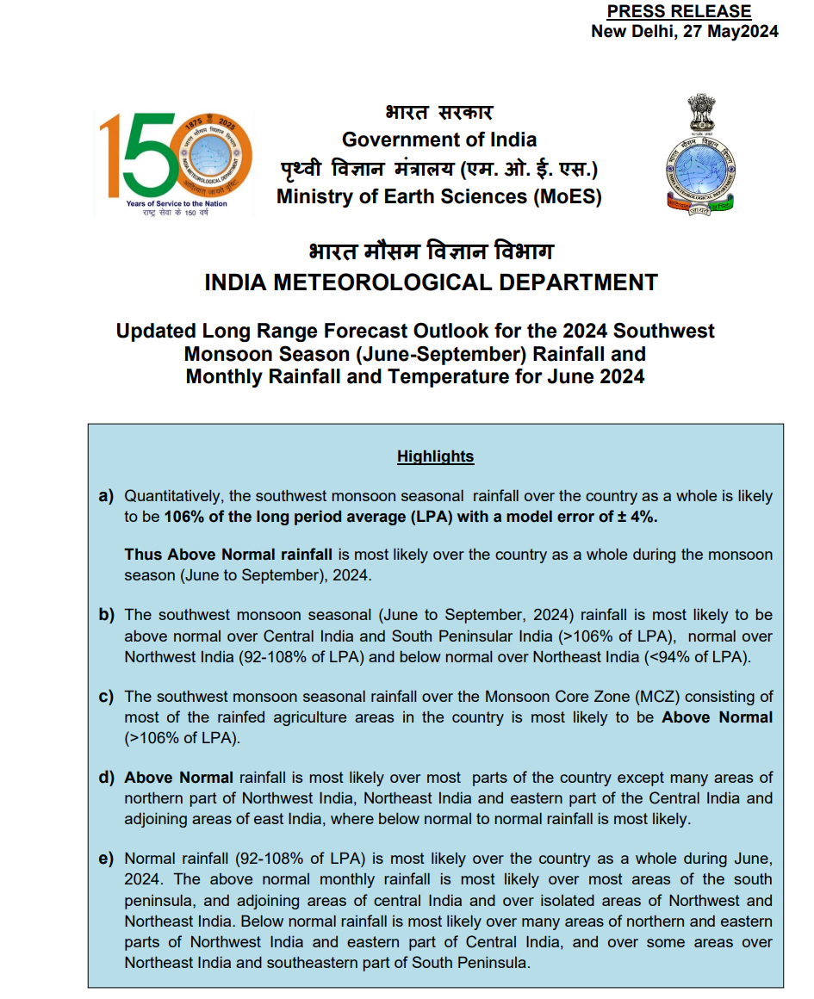 PRESS RELEASE
New Delhi, 27 May2024
150
1875 2025
भारत मौसम विज्ञान विभाग
INDIA METEOROLOGICAL DEPARTMENT
आदित्यात् जायते वृष्टि
Years of Service to the Nation
राष्ट्र सेवा के 150 वर्ष
भारत सरकार
Government of India
पृथ्वी विज्ञान मंत्रालय (एम. ओ. ई. एस.)
Ministry of Earth Sciences (MoES)
भारत मौसम विज्ञान विभाग
INDIA METEOROLOGICAL DEPARTMENT
जायते
भारत मौसम विज्ञान विभाग
INDIA METEOROLOGICAL DEPARTMENT
Updated Long Range Forecast Outlook for the 2024 Southwest
Monsoon Season (June-September) Rainfall and
Monthly Rainfall and Temperature for June 2024
Highlights
a) Quantitatively, the southwest monsoon seasonal rainfall over the country as a whole is likely
to be 106% of the long period average (LPA) with a model error of ± 4%.
Thus Above Normal rainfall is most likely over the country as a whole during the monsoon
season (June to September), 2024.
b) The southwest monsoon seasonal (June to September, 2024) rainfall is most likely to be
above normal over Central India and South Peninsular India (>106% of LPA), normal over
Northwest India (92-108% of LPA) and below normal over Northeast India (<94% of LPA).
c) The southwest monsoon seasonal rainfall over the Monsoon Core Zone (MCZ) consisting of
most of the rainfed agriculture areas in the country is most likely to be Above Normal
(>106% of LPA).
d) Above Normal rainfall is most likely over most parts of the country except many areas of
northern part of Northwest India, Northeast India and eastern part of the Central India and
adjoining areas of east India, where below normal to normal rainfall is most likely.
e) Normal rainfall (92-108% of LPA) is most likely over the country as a whole during June,
2024. The above normal monthly rainfall is most likely over most areas of the south
peninsula, and adjoining areas of central India and over isolated areas of Northwest and
Northeast India. Below normal rainfall is most likely over many areas of northern and eastern
parts of Northwest India and eastern part of Central India, and over some areas over
Northeast India and southeastern part of South Peninsula.